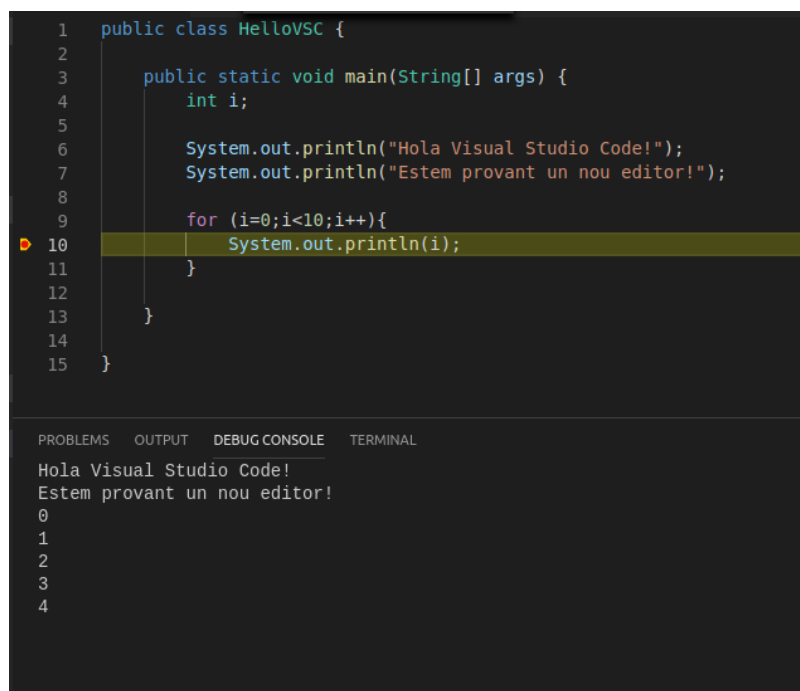 1 public class HelloVSC {
2
3 public static void main(String[] args) {
4 int i;
5
6 System.out.println("Hola Visual Studio Code!");
7 System.out.println("Estem provant un nou editor!");
8
9 for (i=0;i<10;i++){
10 System.out.println(i);
11 }
12
13 }
14
15 }
PROBLEMS OUTPUT DEBUG CONSOLE TERMINAL
Hola Visual Studio Code!
Estem provant un nou editor!
0
1
2
3
4